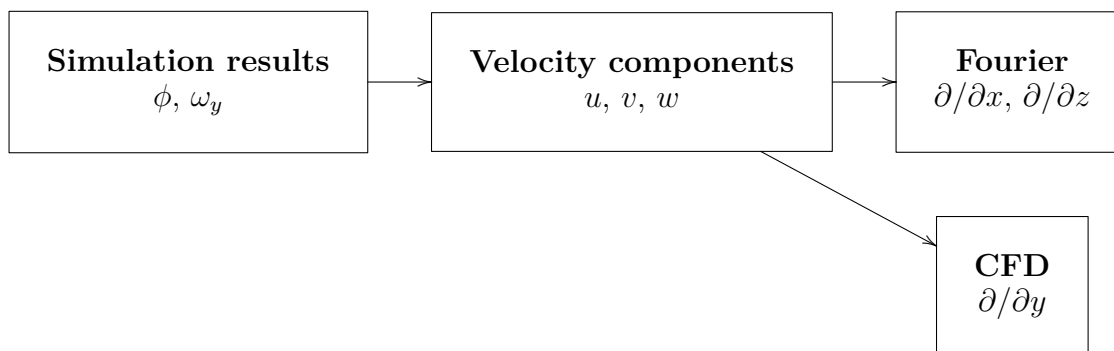 Simulation results
ϕ, ω_y
Velocity components
u, v, w
Fourier
∂/∂x, ∂/∂z
CFD
∂/∂y